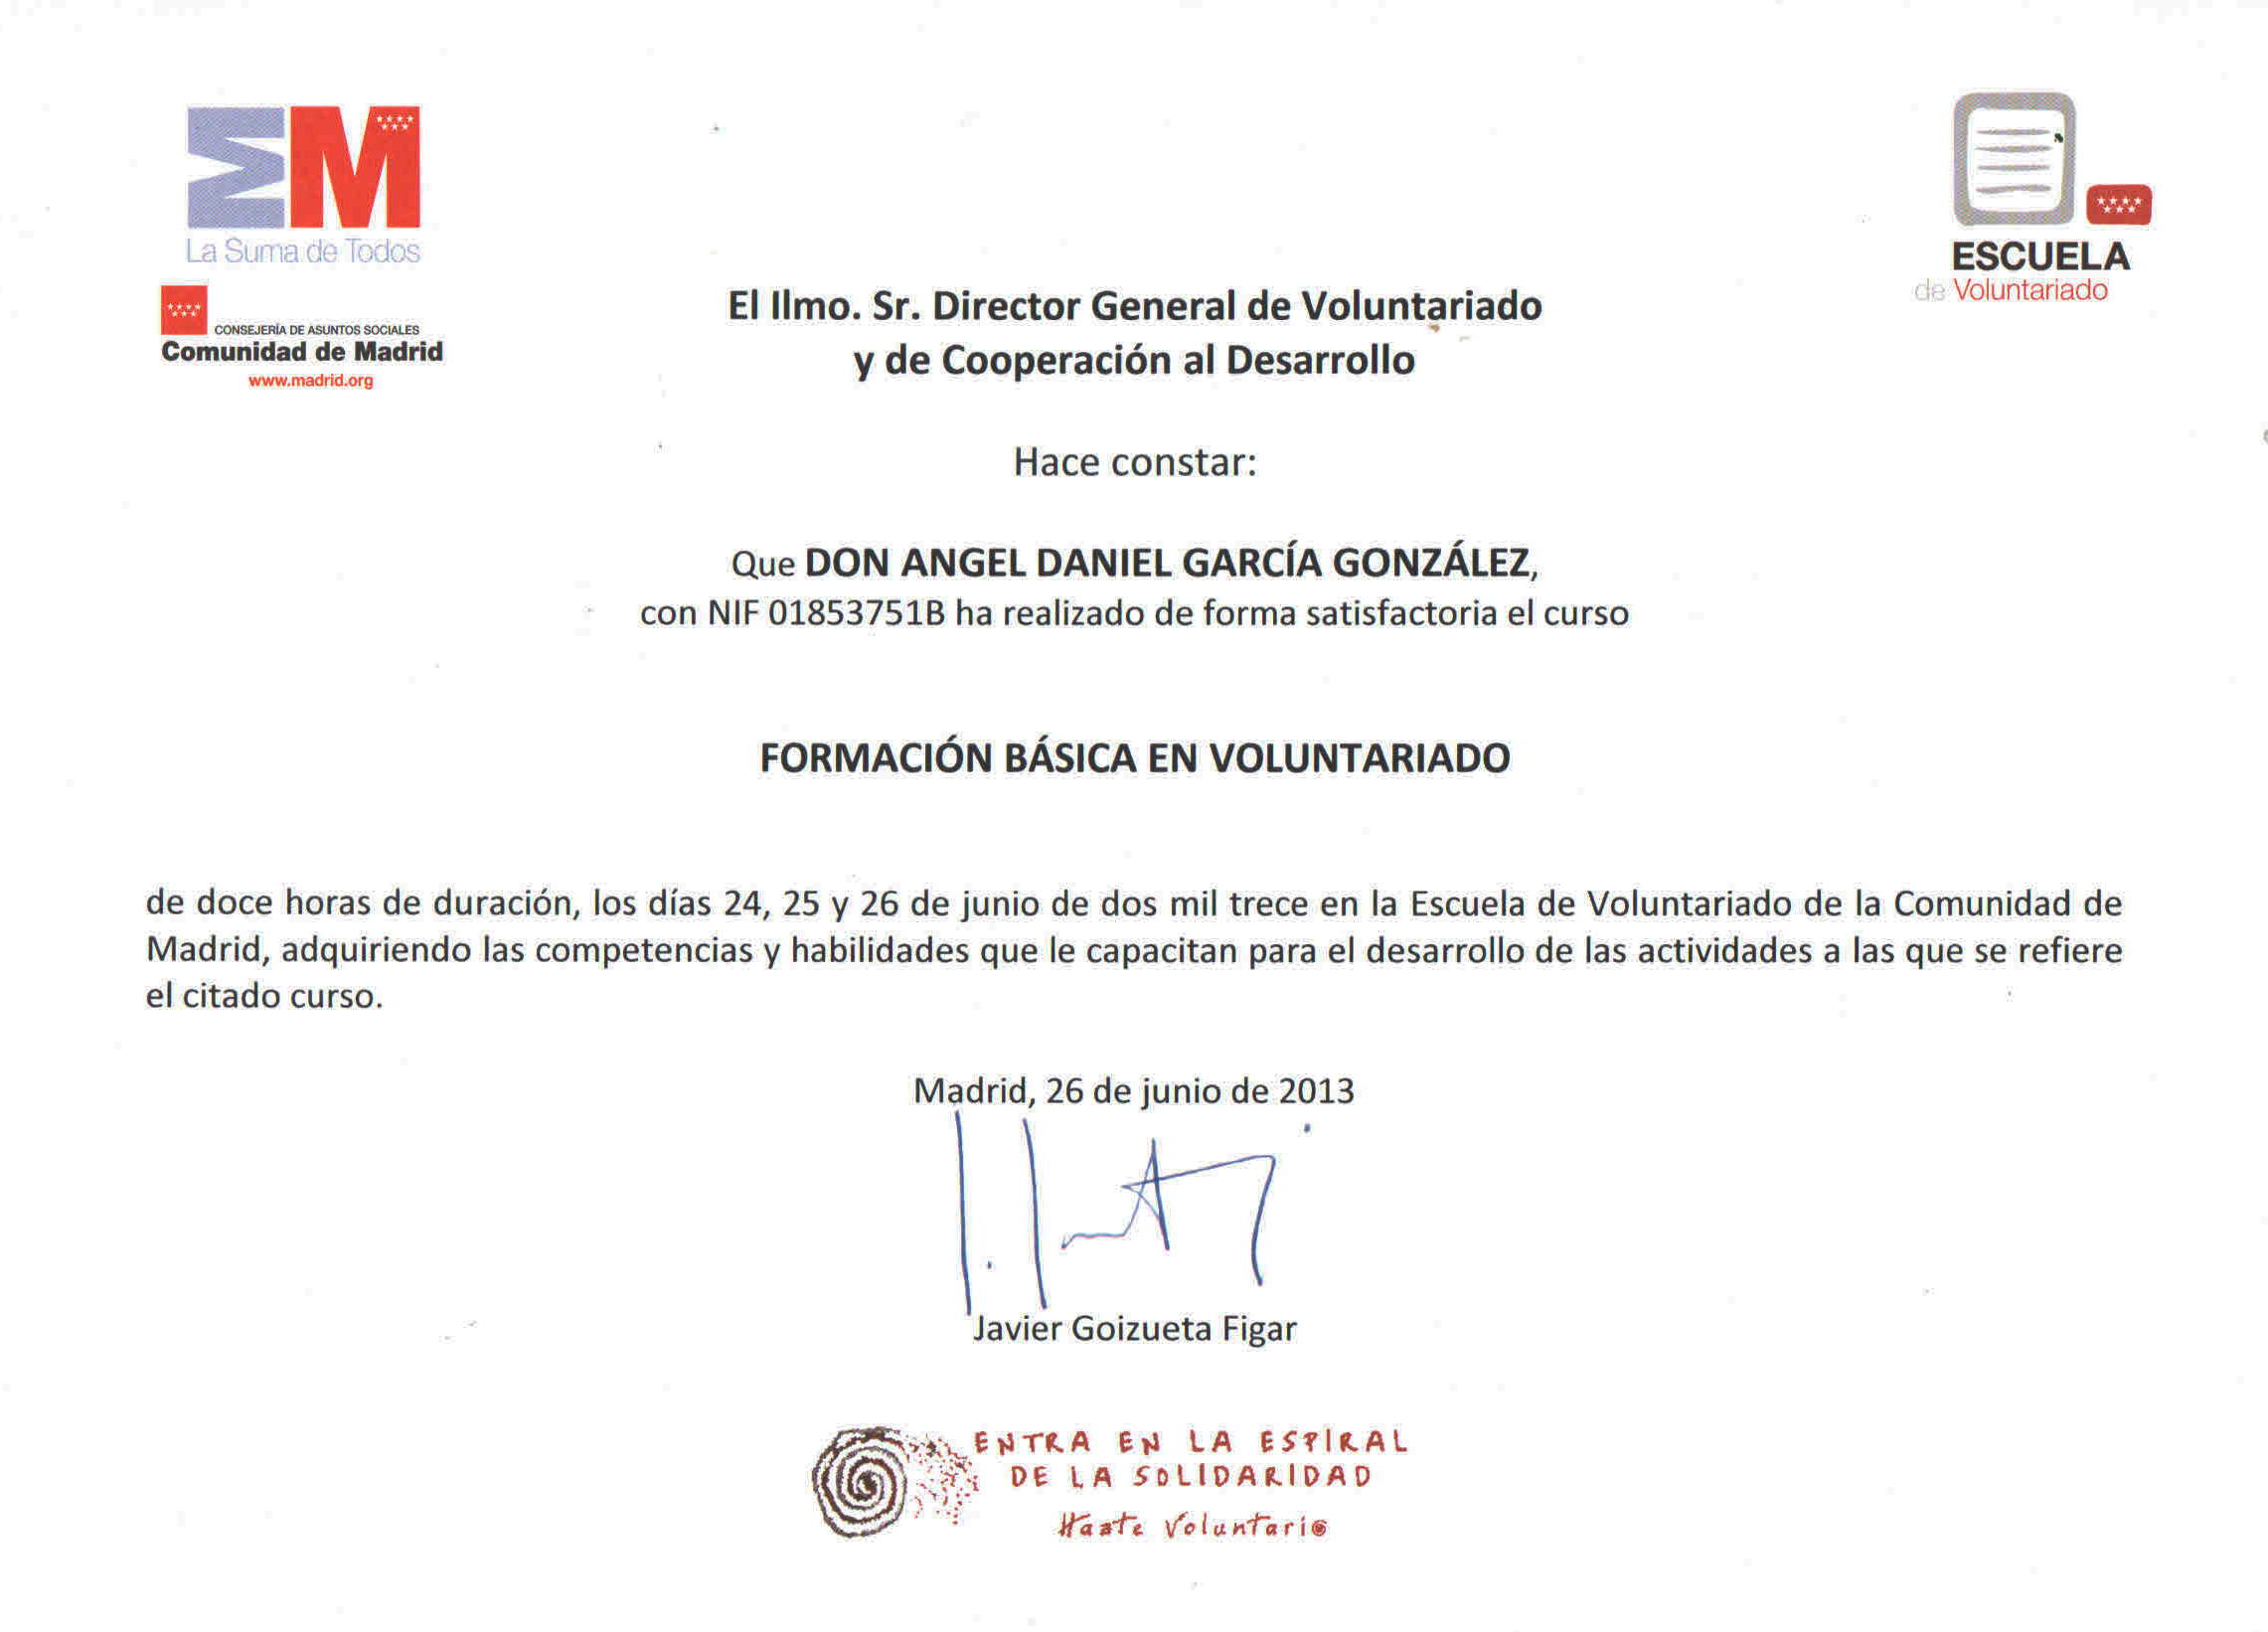 La Suma de Todos
CONSEJERÍA DE ASUNTOS SOCIALES
Comunidad de Madrid
www.madrid.org
ESCUELA
de Voluntariado
El Ilmo. Sr. Director General de Voluntariado
y de Cooperación al Desarrollo
Hace constar:
Que DON ANGEL DANIEL GARCÍA GONZÁLEZ,
con NIF 01853751B ha realizado de forma satisfactoria el curso
FORMACIÓN BÁSICA EN VOLUNTARIADO
de doce horas de duración, los días 24, 25 y 26 de junio de dos mil trece en la Escuela de Voluntariado de la Comunidad de
Madrid, adquiriendo las competencias y habilidades que le capacitan para el desarrollo de las actividades a las que se refiere
el citado curso.
Madrid, 26 de junio de 2013
Javier Goizueta Figar
ENTRA EN LA ESPIRAL
DE LA SOLIDARIDAD
Hazte Voluntario